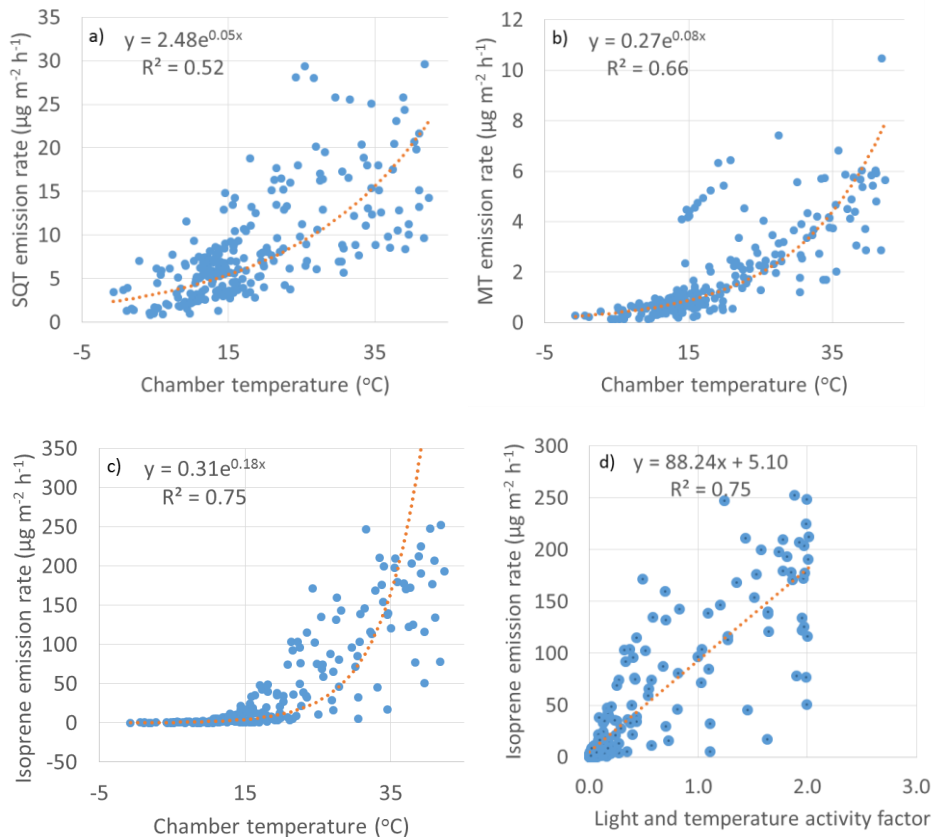 a)
y = 2.48e^0.05x
R² = 0.52
SQT emission rate (µg m⁻² h⁻¹)
35
30
25
20
15
10
5
0
-5
15
35
Chamber temperature (°C)
b)
y = 0.27e^0.08x
R² = 0.66
MT emission rate (µg m⁻² h⁻¹)
12
10
8
6
4
2
0
-5
15
35
Chamber temperature (°C)
c)
y = 0.31e^0.18x
R² = 0.75
Isoprene emission rate (µg m⁻² h⁻¹)
350
300
250
200
150
100
50
0
-50
-5
15
35
Chamber temperature (°C)
d)
y = 88.24x + 5.10
R² = 0.75
Isoprene emission rate (µg m⁻² h⁻¹)
300
250
200
150
100
50
0
0.0
1.0
2.0
3.0
Light and temperature activity factor